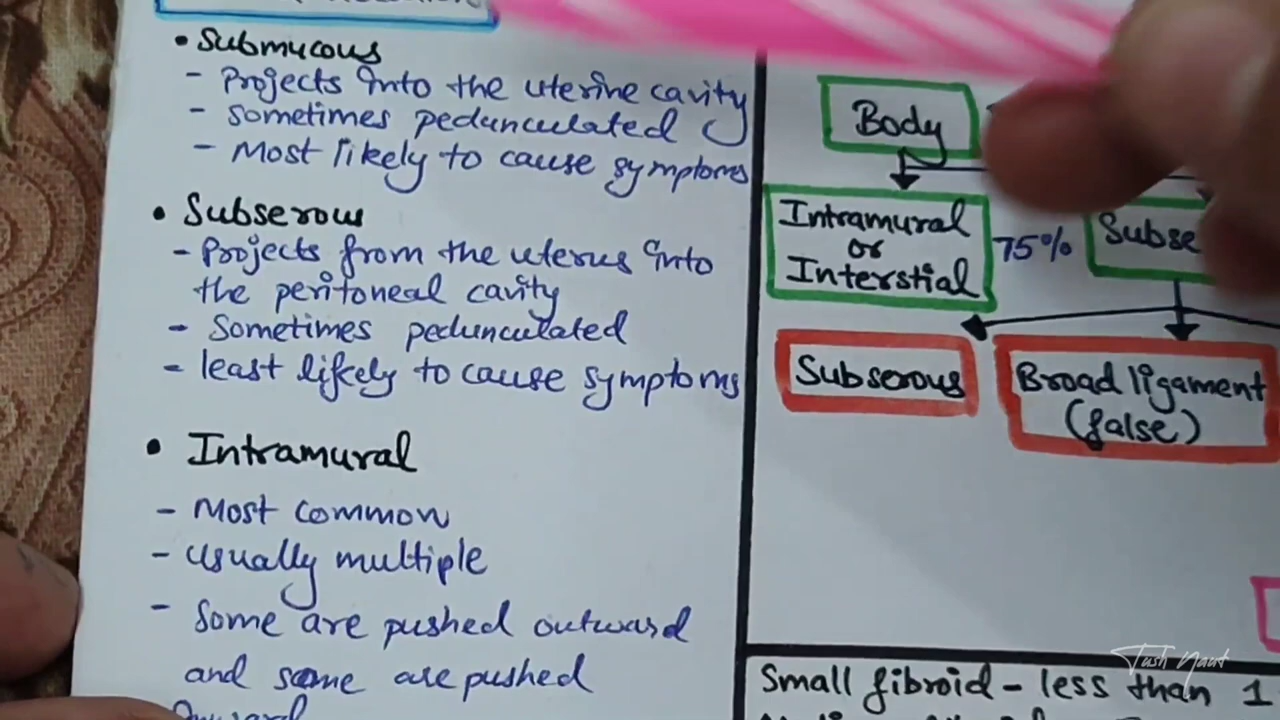 • Submucous
- Projects into the uterine cavity
- sometimes pedunculated
- Most likely to cause symptoms
• Subserous
- Projects from the uterus into
the peritoneal cavity
- Sometimes pedunculated
- least likely to cause symptoms
• Intramural
- Most common
- Usually multiple
- Some are pushed outward
and some are pushed
Body
Intramural
or
Interstial
75%
Subse
Subserous
Broad ligament
(false)
Small fibroid - less than 1